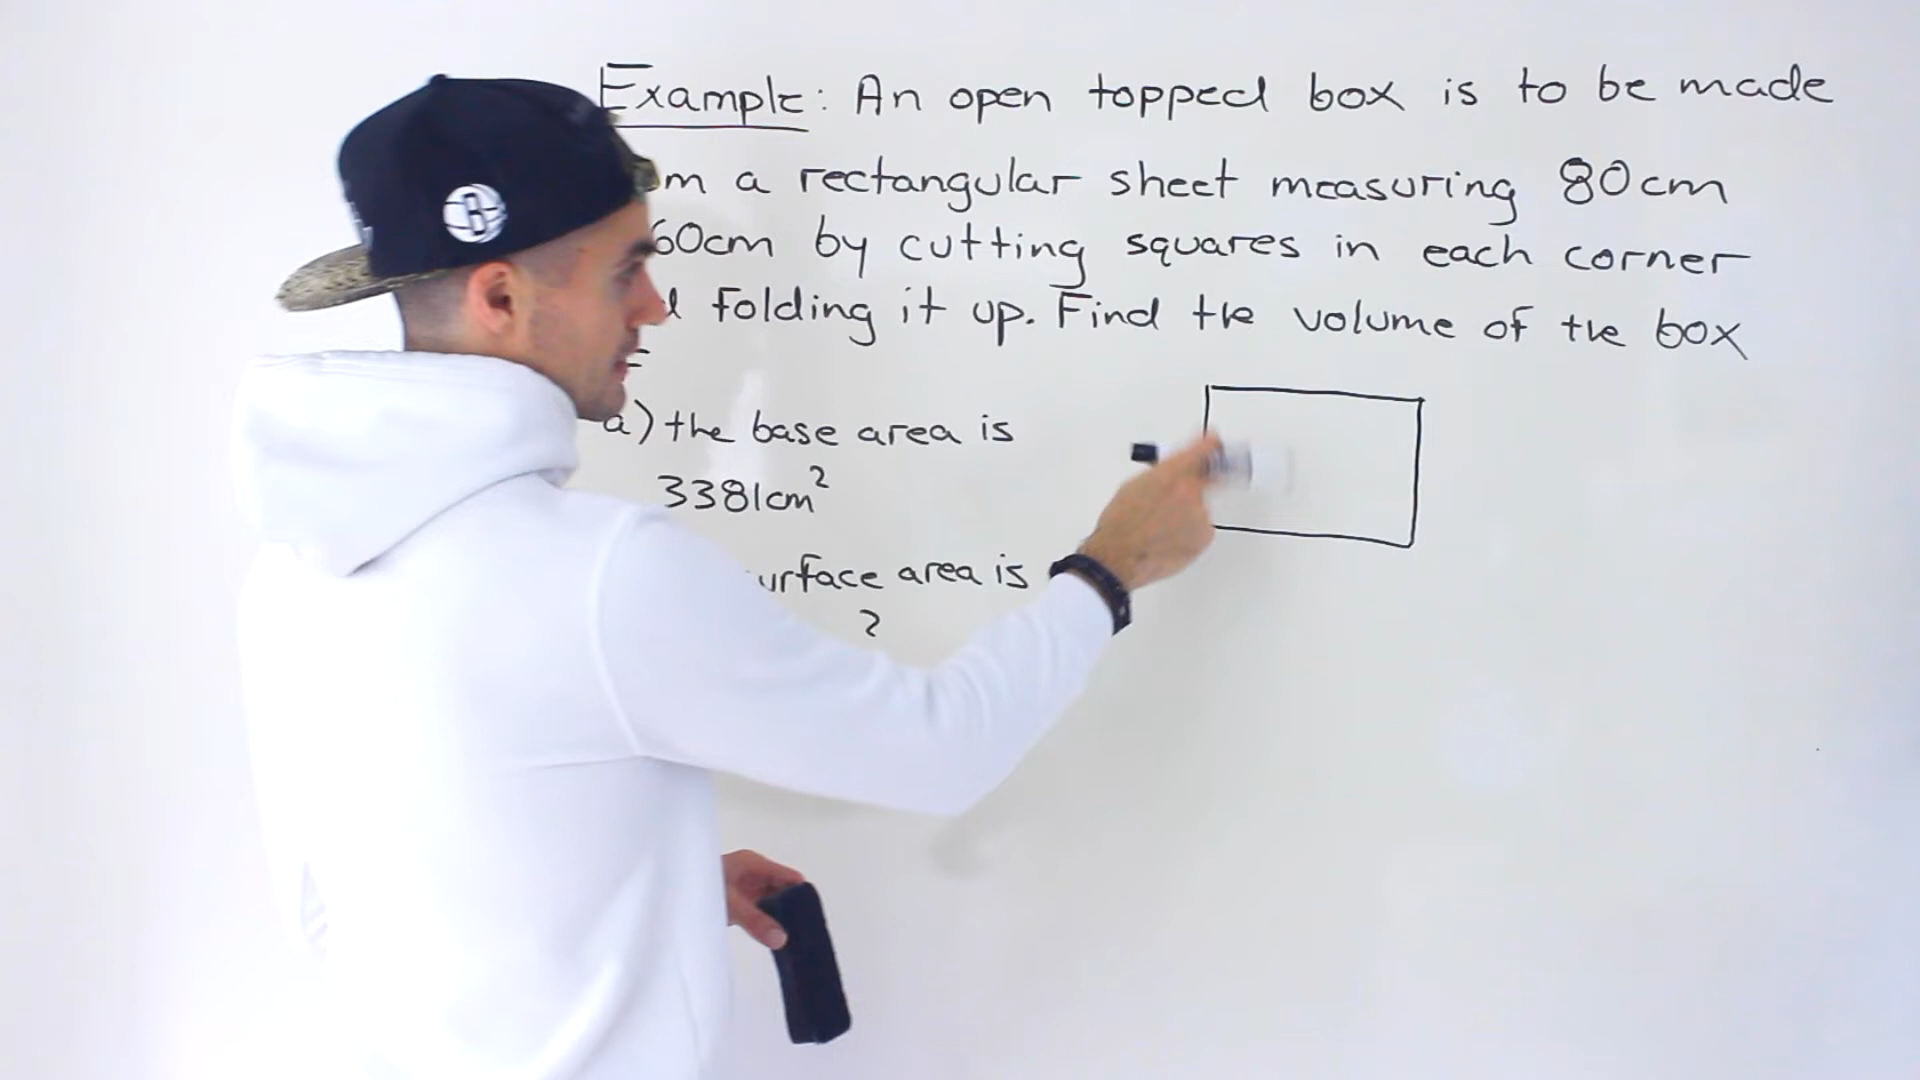 Example: An open topped box is to be made
a rectangular sheet measuring 80cm
60cm by cutting squares in each corner
folding it up. Find the volume of the box
a) the base area is
3381cm²
area is
2
B